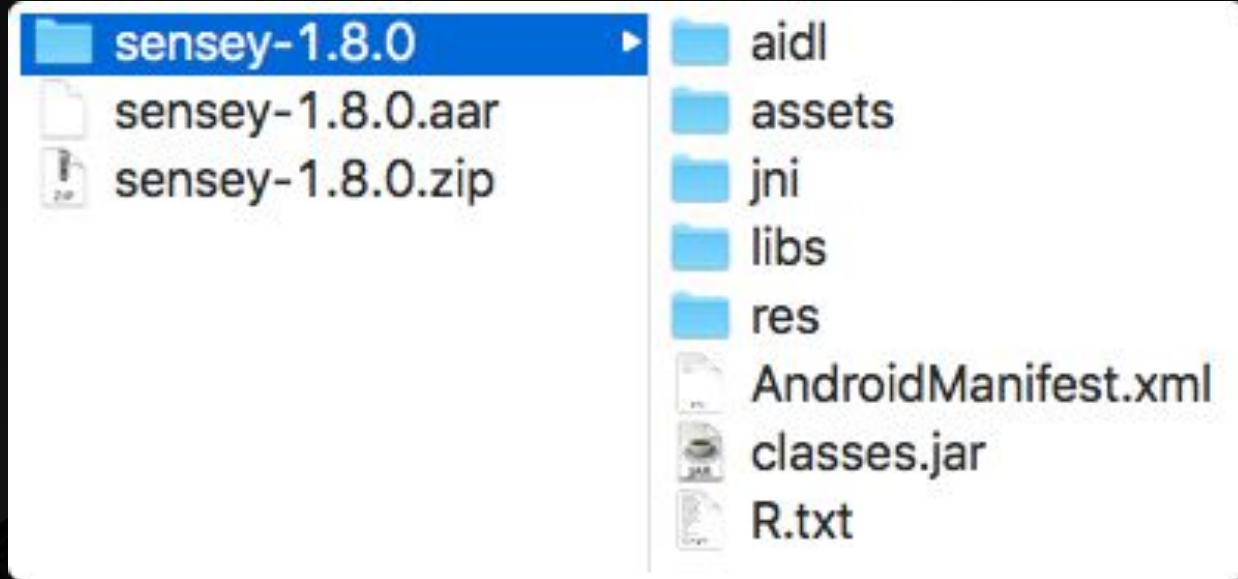 sensey-1.8.0
sensey-1.8.0.aar
sensey-1.8.0.zip
aidl
assets
jni
libs
res
AndroidManifest.xml
classes.jar
R.txt